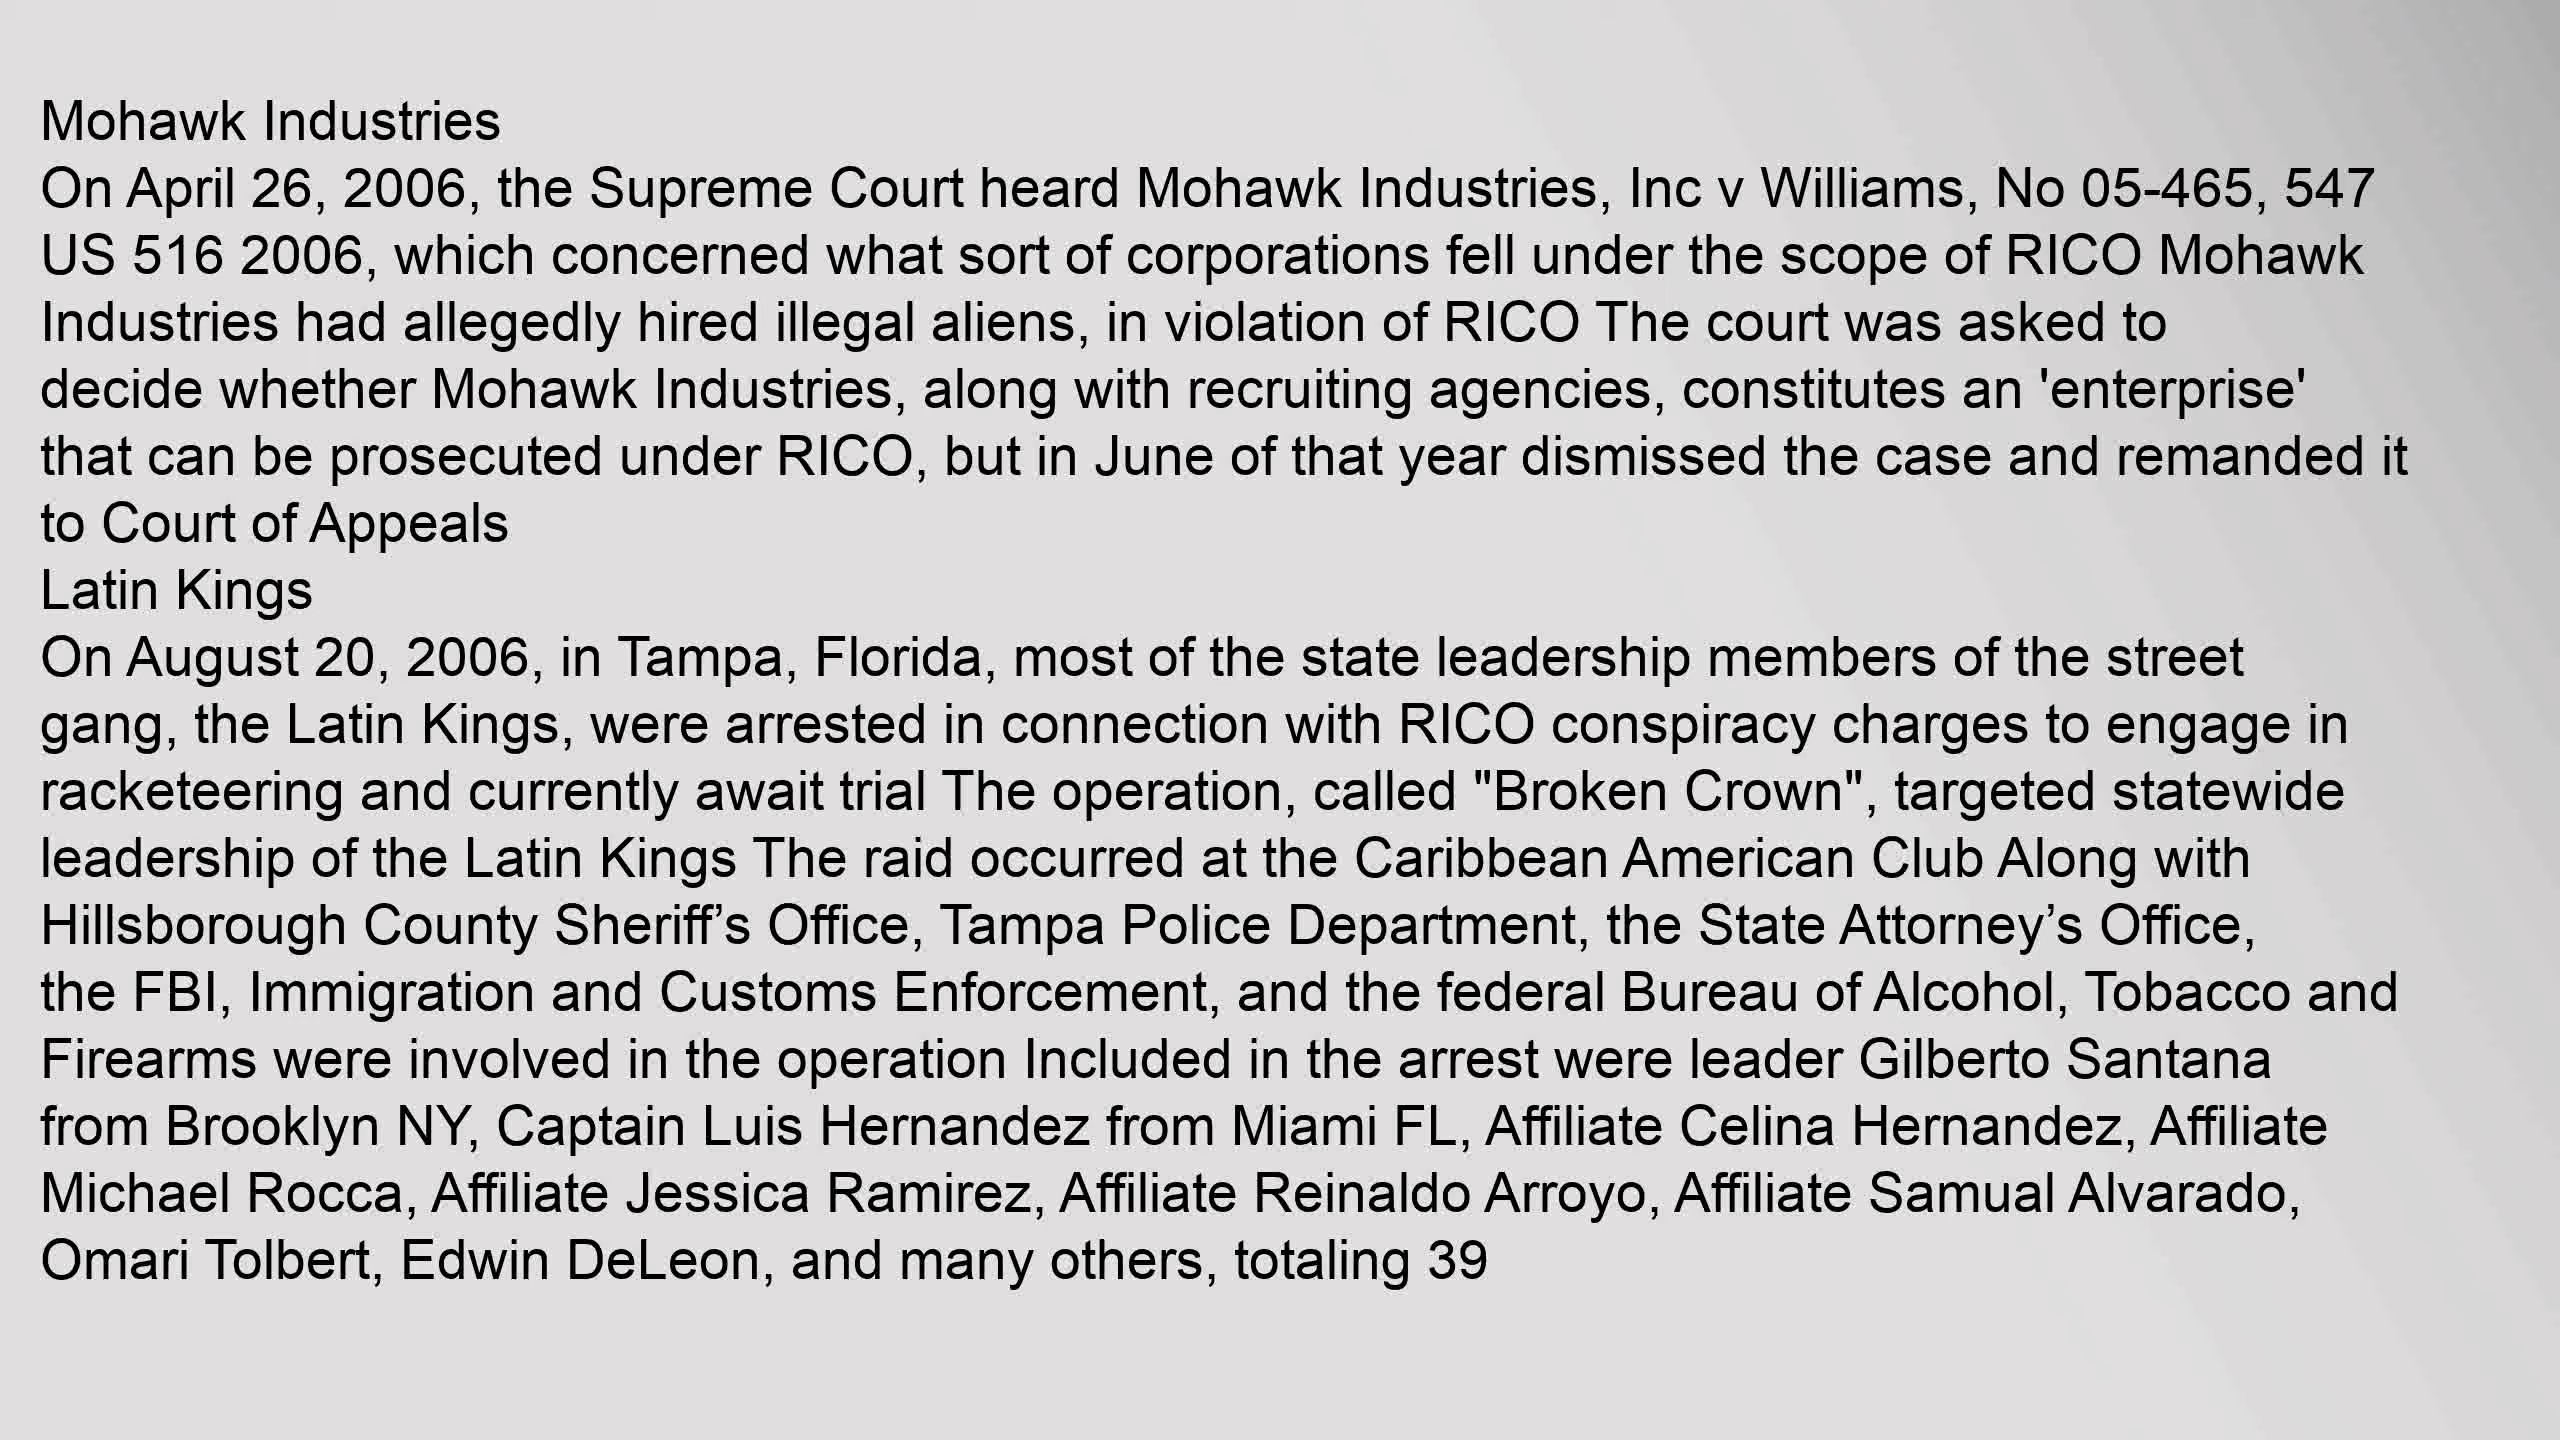 Mohawk Industries
On April 26, 2006, the Supreme Court heard Mohawk Industries, Inc v Williams, No 05-465, 547
US 516 2006, which concerned what sort of corporations fell under the scope of RICO Mohawk
Industries had allegedly hired illegal aliens, in violation of RICO The court was asked to
decide whether Mohawk Industries, along with recruiting agencies, constitutes an 'enterprise'
that can be prosecuted under RICO, but in June of that year dismissed the case and remanded it
to Court of Appeals
Latin Kings
On August 20, 2006, in Tampa, Florida, most of the state leadership members of the street
gang, the Latin Kings, were arrested in connection with RICO conspiracy charges to engage in
racketeering and currently await trial The operation, called "Broken Crown", targeted statewide
leadership of the Latin Kings The raid occurred at the Caribbean American Club Along with
Hillsborough County Sheriff’s Office, Tampa Police Department, the State Attorney’s Office,
the FBI, Immigration and Customs Enforcement, and the federal Bureau of Alcohol, Tobacco and
Firearms were involved in the operation Included in the arrest were leader Gilberto Santana
from Brooklyn NY, Captain Luis Hernandez from Miami FL, Affiliate Celina Hernandez, Affiliate
Michael Rocca, Affiliate Jessica Ramirez, Affiliate Reinaldo Arroyo, Affiliate Samual Alvarado,
Omari Tolbert, Edwin DeLeon, and many others, totaling 39